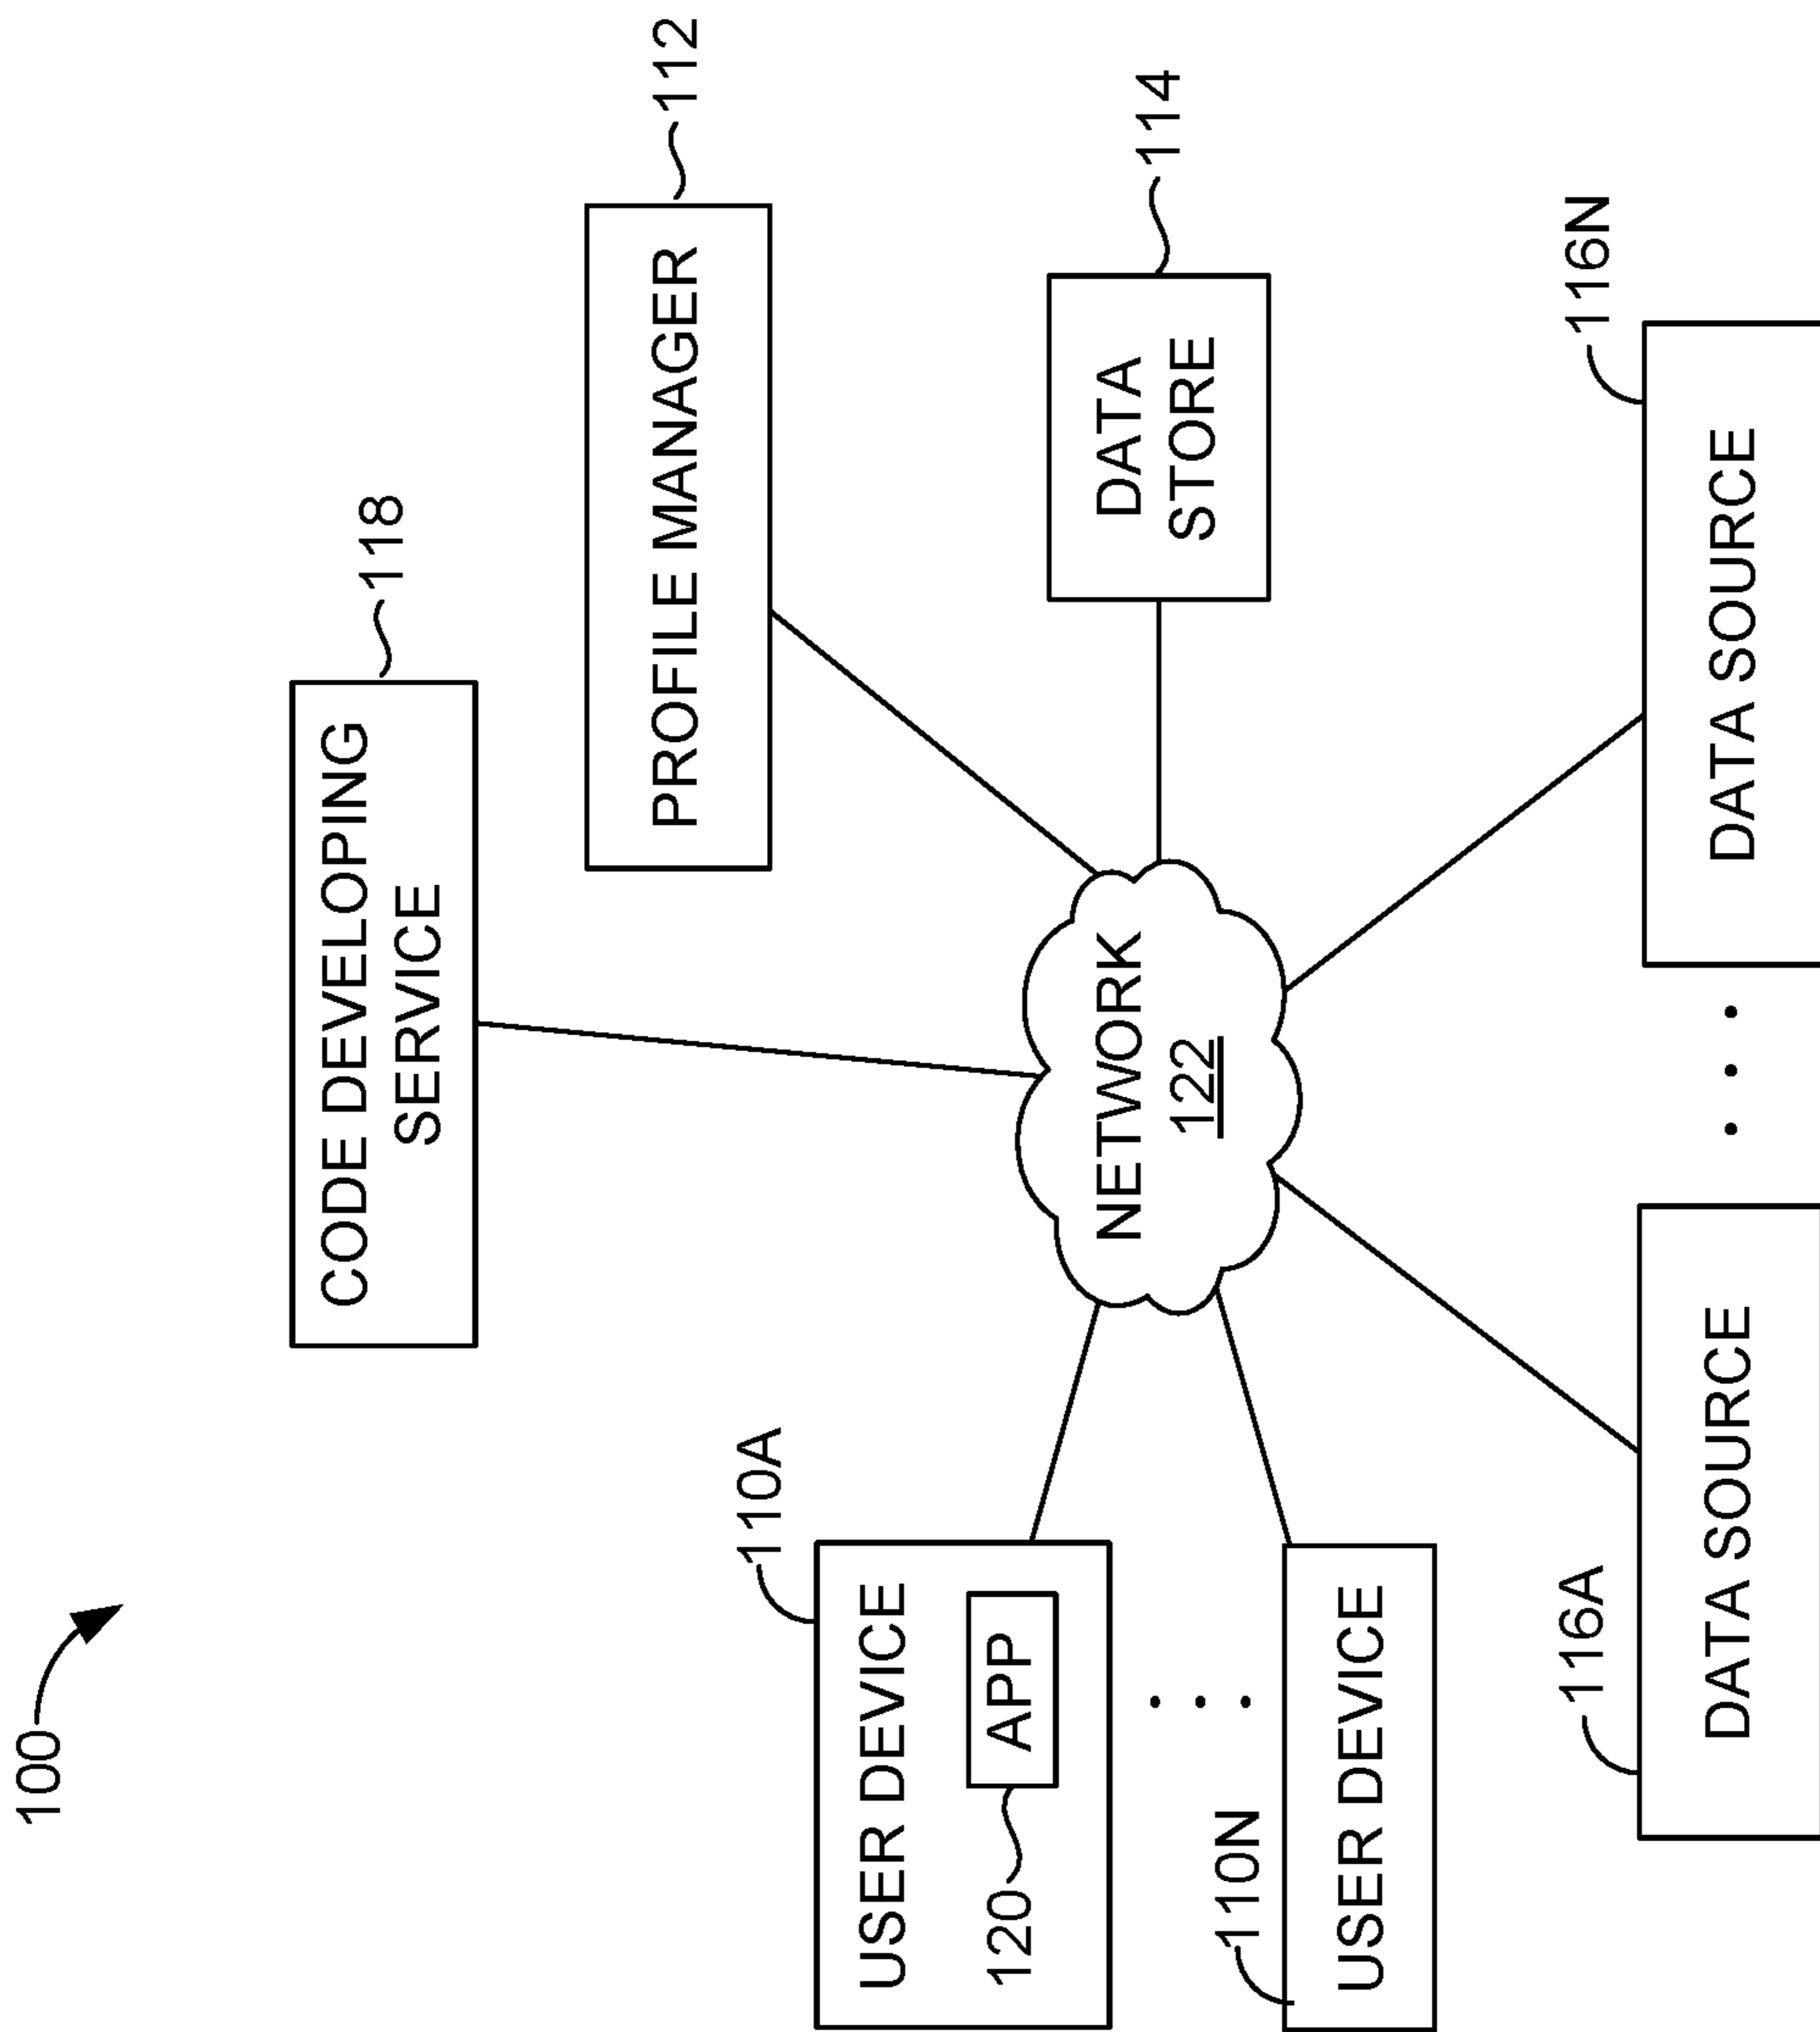 100
CODE DEVELOPING
SERVICE
118
PROFILE MANAGER
112
110A
USER DEVICE
APP
120
110N
USER DEVICE
NETWORK
122
DATA
STORE
114
116A
DATA SOURCE
116N
DATA SOURCE